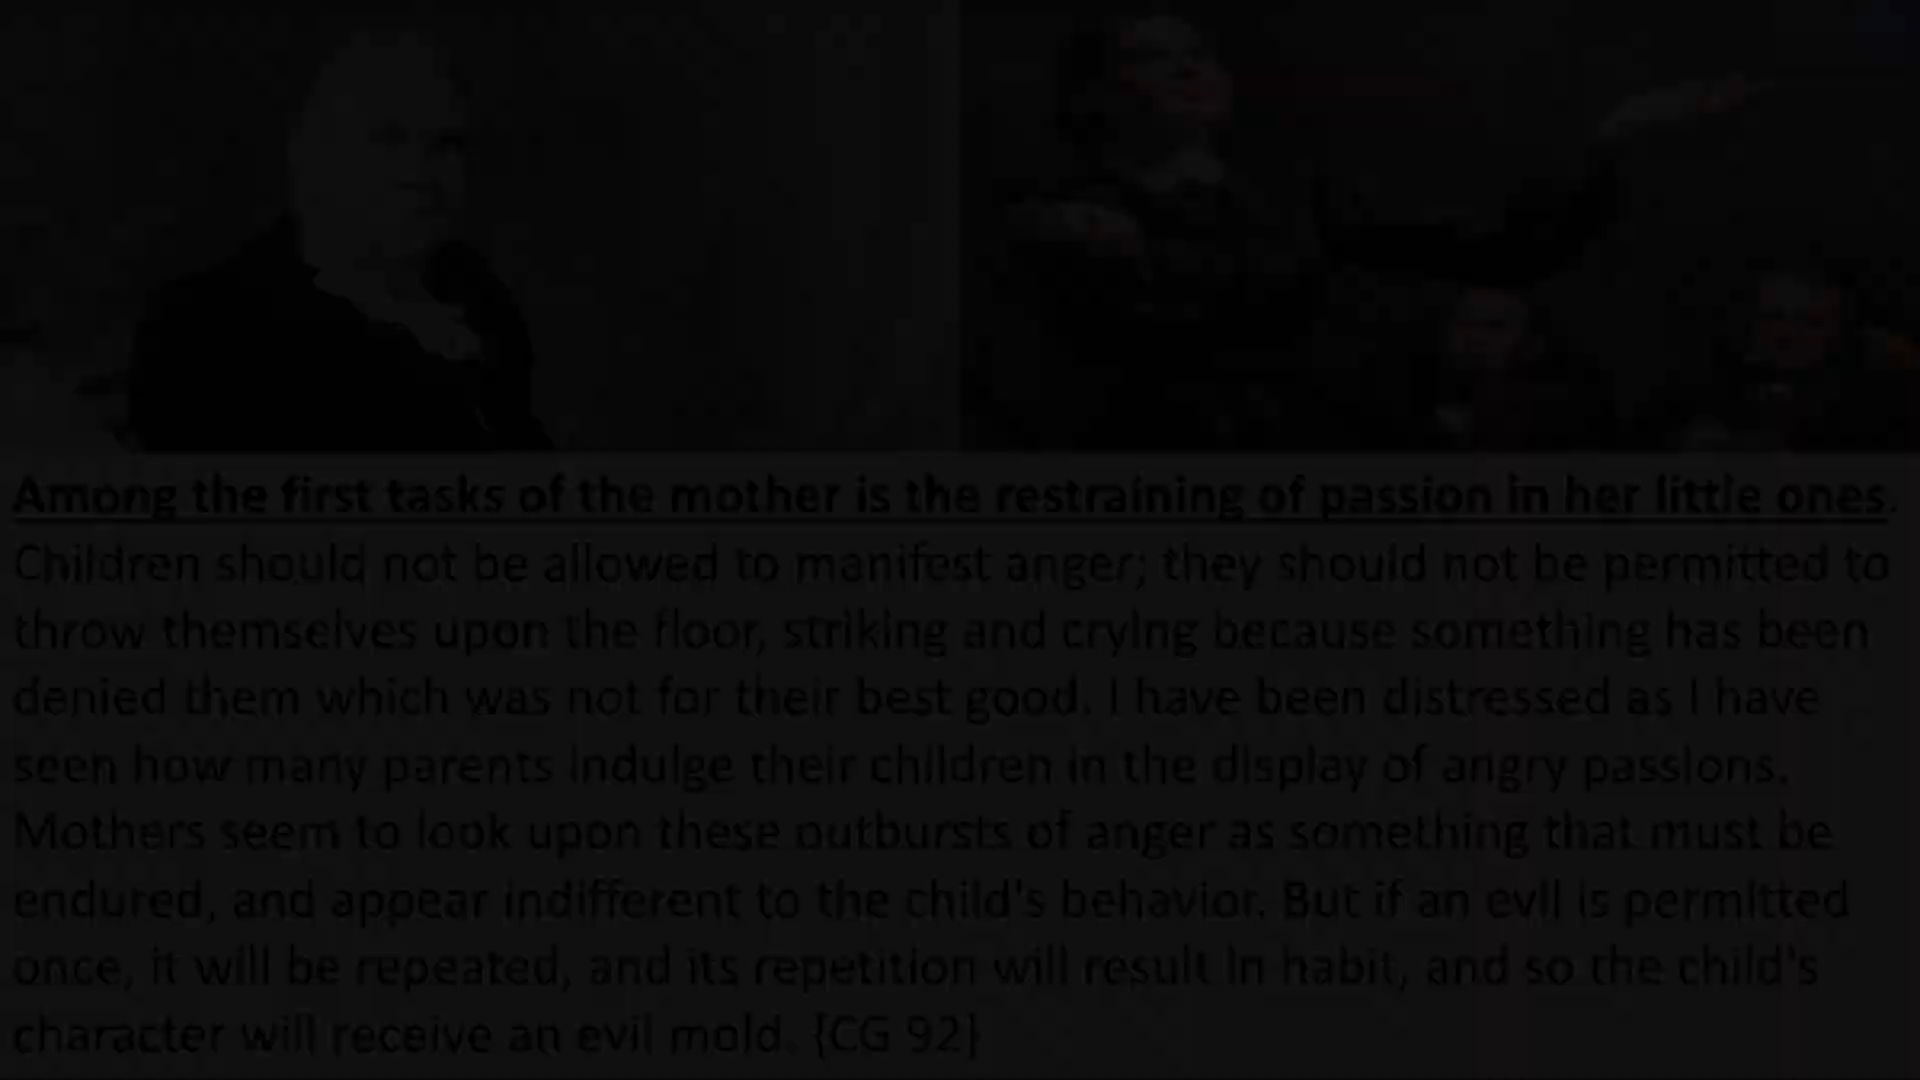 Among the first tasks of the mother is the restraining of passion in her little ones.
Children should not be allowed to manifest anger; they should not be permitted to
throw themselves upon the floor, striking and crying because something has been
denied them which was not for their best good. I have been distressed as I have
seen how many parents indulge their children in the display of angry passions.
Mothers seem to look upon these outbursts of anger as something that must be
endured, and appear indifferent to the child's behavior. But if an evil is permitted
once, it will be repeated, and its repetition will result in habit, and so the child's
character will receive an evil mold. {CG 92}